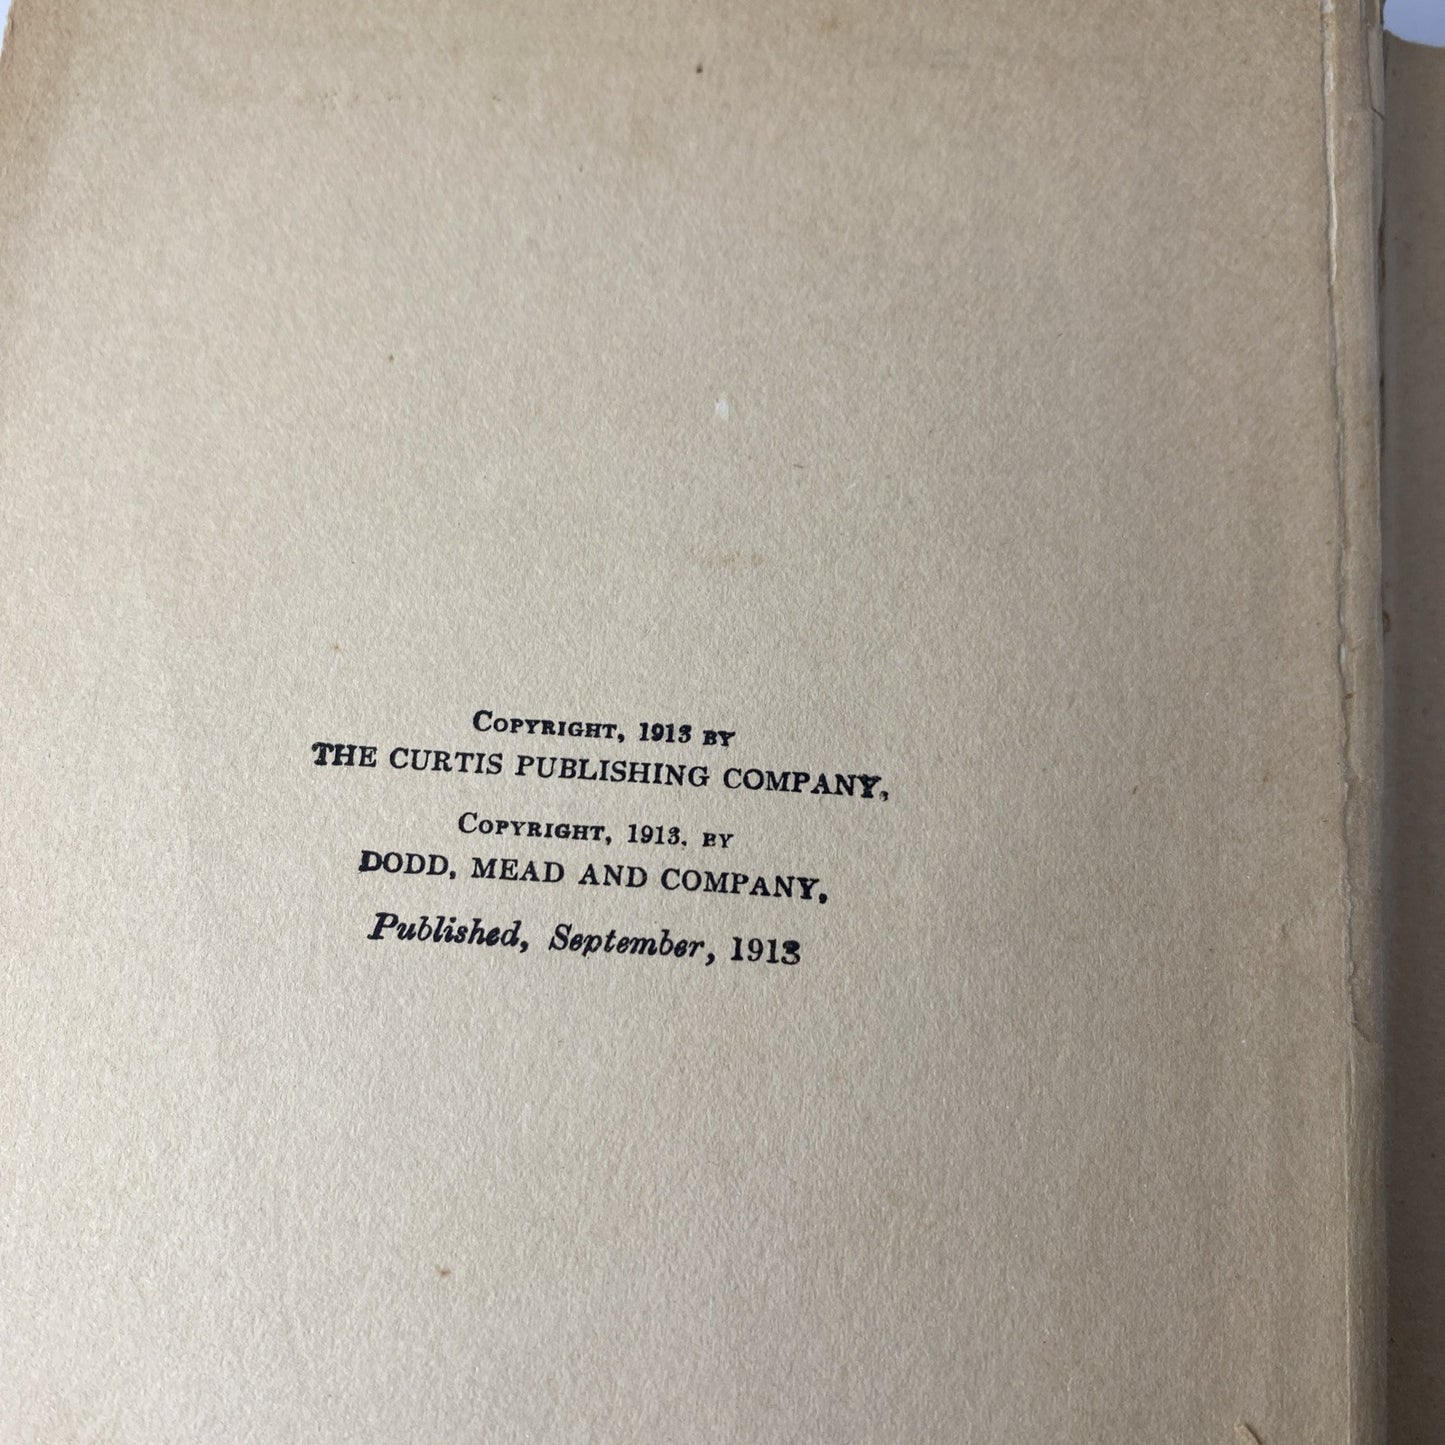 COPYRIGHT, 1913 BY
THE CURTIS PUBLISHING COMPANY,
COPYRIGHT, 1913. BY
DODD, MEAD AND COMPANY,
Published, September, 1913